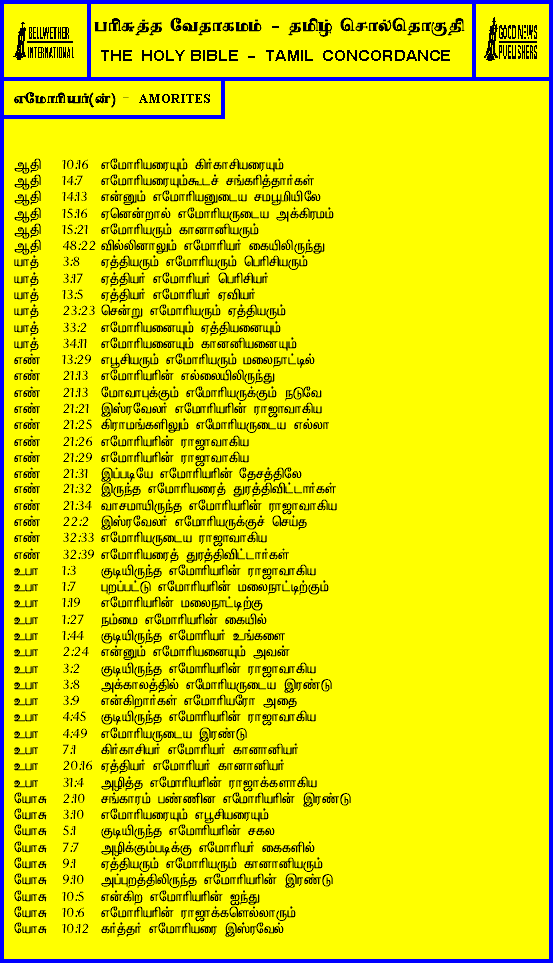 BELLWETHER
INTERNATIONAL
பரிசுத்த வேதாகமம் - தமிழ் சொல்தொகுதி
THE HOLY BIBLE - TAMIL CONCORDANCE
GOOD NEWS
PUBLISHERS
எமோரியர்(ன்) - AMORITES
ஆதி 10:16 எமோரியரையும் கிர்காசியரையும்
ஆதி 14:7 எமோரியரையும்கூடச் சங்கரித்தார்கள்
ஆதி 14:13 என்னும் எமோரியனுடைய சமபூமியிலே
ஆதி 15:16 ஏனென்றால் எமோரியருடைய அக்கிரமம்
ஆதி 15:21 எமோரியரும் கானானியரும்
ஆதி 48:22 வில்லினாலும் எமோரியர் கையிலிருந்து
யாத் 3:8 ஏத்தியரும் எமோரியரும் பெரிசியரும்
யாத் 3:17 ஏத்தியர் எமோரியர் பெரிசியர்
யாத் 13:5 ஏத்தியர் எமோரியர் ஏவியர்
யாத் 23:23 சென்று எமோரியரும் ஏத்தியரும்
யாத் 33:2 எமோரியனையும் ஏத்தியனையும்
யாத் 34:11 எமோரியனையும் கானனியனையும்
எண் 13:29 எபூசியரும் எமோரியரும் மலைநாட்டில்
எண் 21:13 எமோரியரின் எல்லையிலிருந்து
எண் 21:13 மோவாபுக்கும் எமோரியருக்கும் நடுவே
எண் 21:21 இஸ்ரவேலர் எமோரியரின் ராஜாவாகிய
எண் 21:25 கிராமங்களிலும் எமோரியருடைய எல்லா
எண் 21:26 எமோரியரின் ராஜாவாகிய
எண் 21:29 எமோரியரின் ராஜாவாகிய
எண் 21:31 இப்படியே எமோரியரின் தேசத்திலே
எண் 21:32 இருந்த எமோரியரைத் துரத்திவிட்டார்கள்
எண் 21:34 வாசமாயிருந்த எமோரியரின் ராஜாவாகிய
எண் 22:2 இஸ்ரவேலர் எமோரியருக்குச் செய்த
எண் 32:33 எமோரியருடைய ராஜாவாகிய
எண் 32:39 எமோரியரைத் துரத்திவிட்டார்கள்
உபா 1:3 குடியிருந்த எமோரியரின் ராஜாவாகிய
உபா 1:7 புறப்பட்டு எமோரியரின் மலைநாட்டிற்கும்
உபா 1:19 எமோரியரின் மலைநாட்டிற்கு
உபா 1:27 நம்மை எமோரியரின் கையில்
உபா 1:44 குடியிருந்த எமோரியர் உங்களை
உபா 2:24 என்னும் எமோரியனையும் அவன்
உபா 3:2 குடியிருந்த எமோரியரின் ராஜாவாகிய
உபா 3:8 அக்காலத்தில் எமோரியருடைய இரண்டு
உபா 3:9 என்கிறார்கள் எமோரியரோ அதை
உபா 4:45 குடியிருந்த எமோரியரின் ராஜாவாகிய
உபா 4:49 எமோரியருடைய இரண்டு
உபா 7:1 கிர்காசியர் எமோரியர் கானானியர்
உபா 20:16 ஏத்தியர் எமோரியர் கானானியர்
உபா 31:4 அழித்த எமோரியரின் ராஜாக்களாகிய
யோசு 2:10 சங்காரம் பண்ணின எமோரியரின் இரண்டு
யோசு 3:10 எமோரியரையும் எபூசியரையும்
யோசு 5:1 குடியிருந்த எமோரியரின் சகல
யோசு 7:7 அழிக்கும்படிக்கு எமோரியர் கைகளில்
யோசு 9:1 ஏத்தியரும் எமோரியரும் கானானியரும்
யோசு 9:10 அப்புறத்திலிருந்த எமோரியரின் இரண்டு
யோசு 10:5 என்கிற எமோரியரின் ஐந்து
யோசு 10:6 எமோரியரின் ராஜாக்களெல்லாரும்
யோசு 10:12 கர்த்தர் எமோரியரை இஸ்ரவேல்